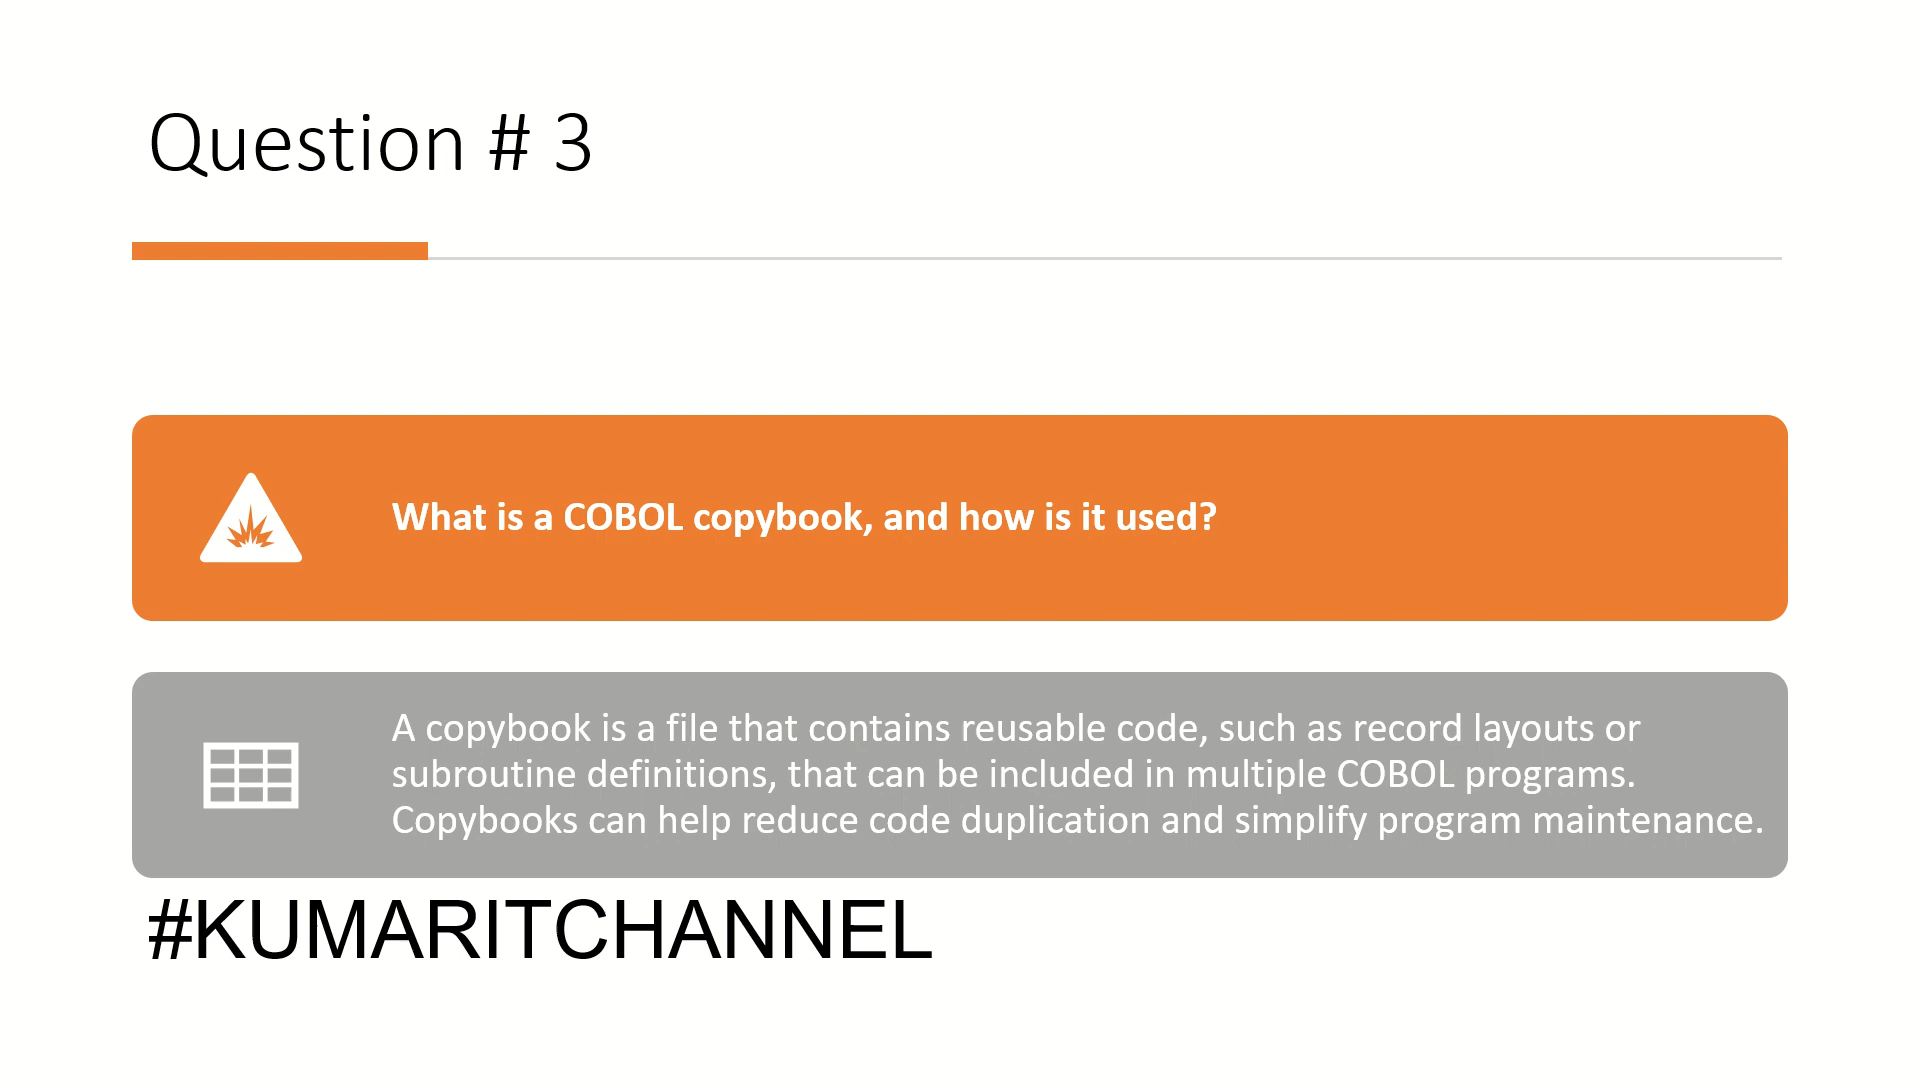 Question # 3
What is a COBOL copybook, and how is it used?
A copybook is a file that contains reusable code, such as record layouts or
subroutine definitions, that can be included in multiple COBOL programs.
Copybooks can help reduce code duplication and simplify program maintenance.
#KUMARITCHANNEL